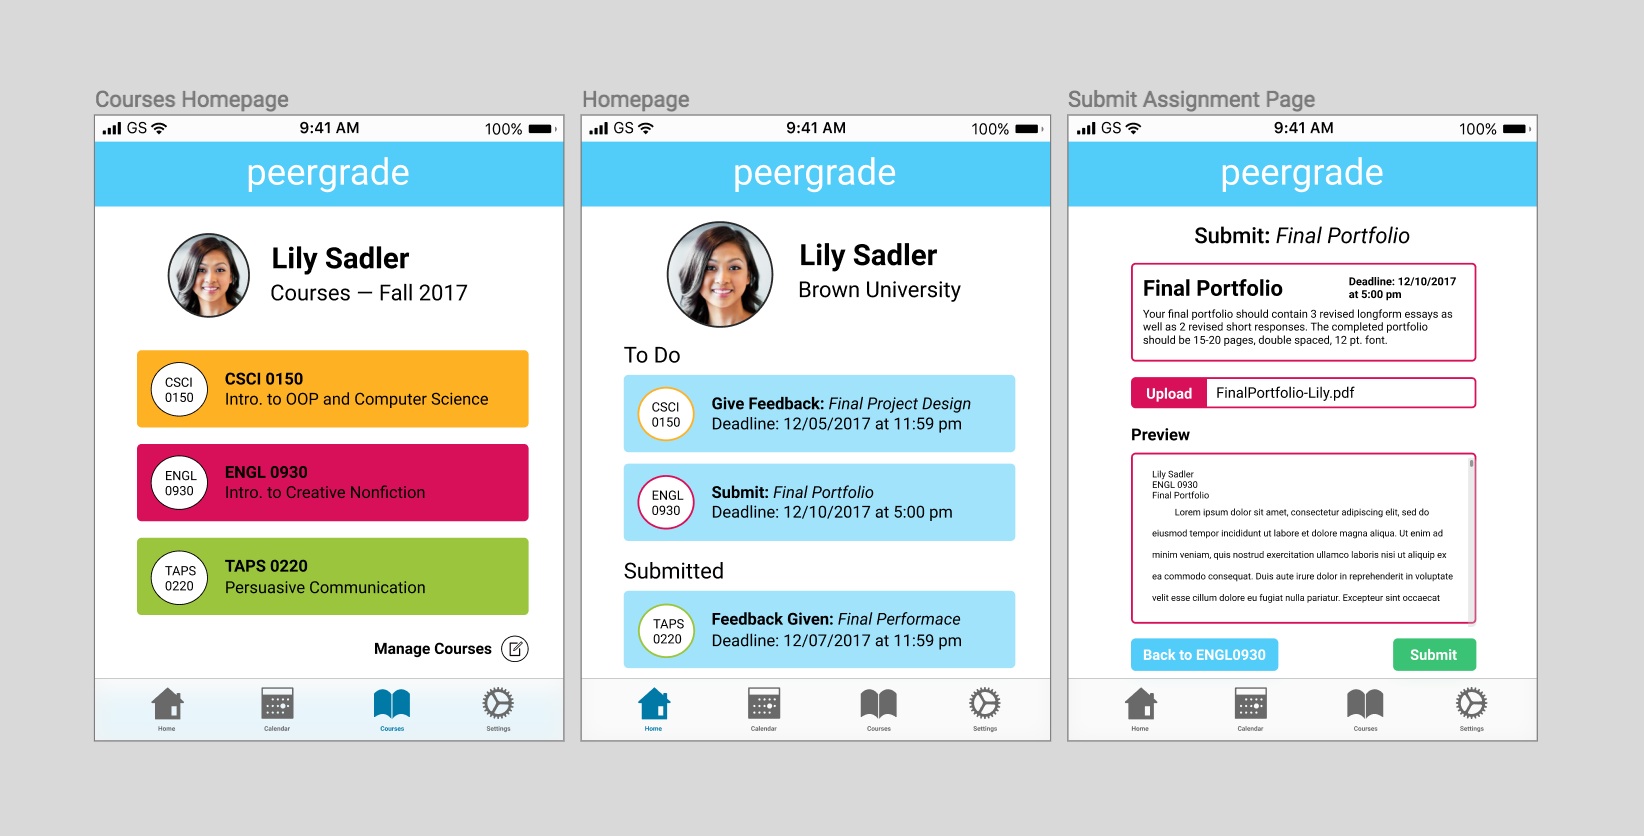 Courses Homepage
GS
9:41 AM
100%
peergrade
Lily Sadler
Courses — Fall 2017
CSCI
0150
CSCI 0150
Intro. to OOP and Computer Science
ENGL
0930
ENGL 0930
Intro. to Creative Nonfiction
TAPS
0220
TAPS 0220
Persuasive Communication
Manage Courses
Home
Calendar
Courses
Settings
Homepage
GS
9:41 AM
100%
peergrade
Lily Sadler
Brown University
To Do
CSCI
0150
Give Feedback: Final Project Design
Deadline: 12/05/2017 at 11:59 pm
ENGL
0930
Submit: Final Portfolio
Deadline: 12/10/2017 at 5:00 pm
Submitted
TAPS
0220
Feedback Given: Final Performace
Deadline: 12/07/2017 at 11:59 pm
Home
Calendar
Courses
Settings
Submit Assignment Page
GS
9:41 AM
100%
peergrade
Submit: Final Portfolio
Final Portfolio
Deadline: 12/10/2017
at 5:00 pm
Your final portfolio should contain 3 revised longform essays as
well as 2 revised short responses. The completed portfolio
should be 15-20 pages, double spaced, 12 pt. font.
Upload
FinalPortfolio-Lily.pdf
Preview
Lily Sadler
ENGL 0930
Final Portfolio
Lorem ipsum dolor sit amet, consectetur adipiscing elit, sed do
eiusmod tempor incididunt ut labore et dolore magna aliqua. Ut enim ad
minim veniam, quis nostrud exercitation ullamco laboris nisi ut aliquip ex
ea commodo consequat. Duis aute irure dolor in reprehenderit in voluptate
velit esse cillum dolore eu fugiat nulla pariatur. Excepteur sint occaecat
Back to ENGL0930
Submit
Home
Calendar
Courses
Settings